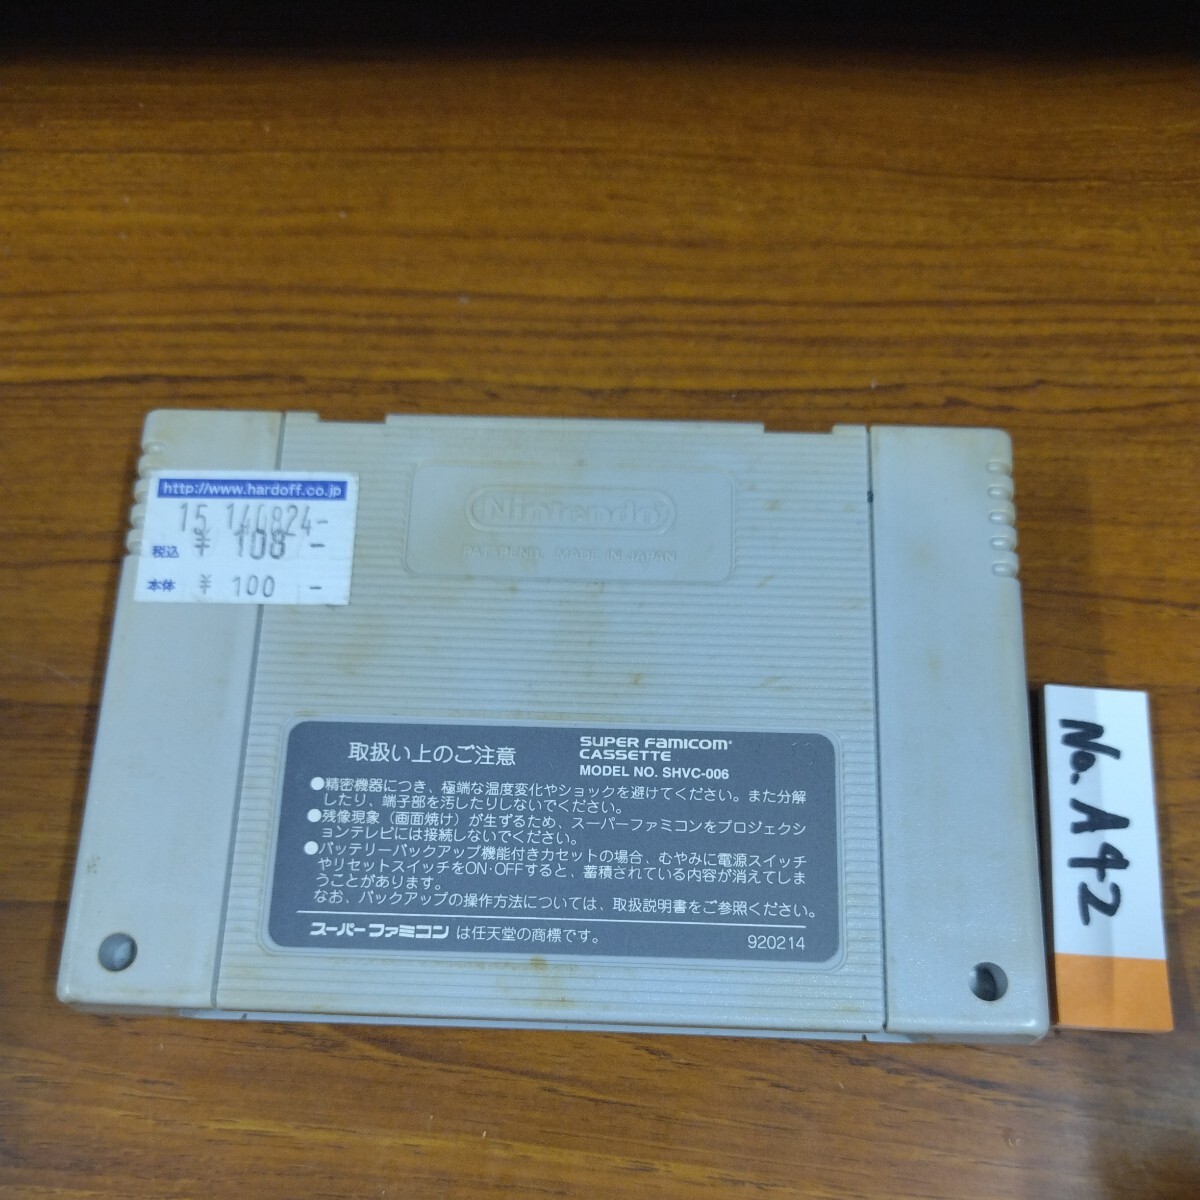 http://www.hardoff.co.jp
15 140824-
税込 ¥ 108 -
本体 ¥ 100 -
Nintendo
PAT. PEND. MADE IN JAPAN
取扱い上のご注意
SUPER FAMICOM
CASSETTE
MODEL NO. SHVC-006
●精密機器につき、極端な温度変化やショックを避けてください。また分解
したり、端子部を汚したりしないでください。
●残像現象（画面焼け）が生ずるため、スーパーファミコンをプロジェクシ
ョンテレビには接続しないでください。
●バッテリーバックアップ機能付きカセットの場合、むやみに電源スイッチ
やリセットスイッチをON・OFFすると、蓄積されている内容が消えてしま
うことがあります。
なお、バックアップの操作方法については、取扱説明書をご参照ください。
スーパーファミコン は任天堂の商標です。
920214
No. A42